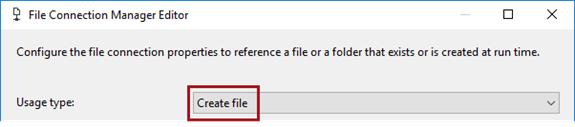 File Connection Manager Editor
Configure the file connection properties to reference a file or a folder that exists or is created at run time.
Usage type: Create file